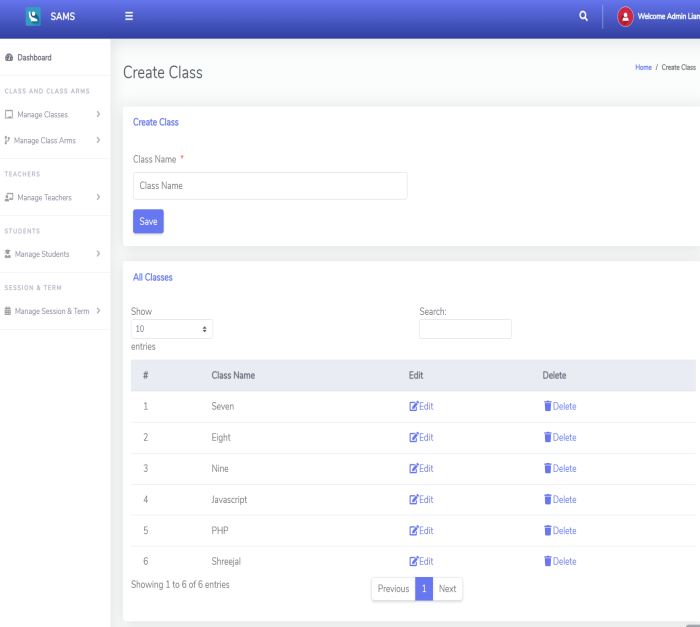 SAMS
Welcome Admin Lian
Dashboard
CLASS AND CLASS ARMS
Manage Classes
Manage Class Arms
TEACHERS
Manage Teachers
STUDENTS
Manage Students
SESSION & TERM
Manage Session & Term
Create Class
Home / Create Class
Create Class
Class Name *
Class Name
Save
All Classes
Show
10
entries
Search:
# Class Name Edit Delete
1 Seven Edit Delete
2 Eight Edit Delete
3 Nine Edit Delete
4 Javascript Edit Delete
5 PHP Edit Delete
6 Shreejal Edit Delete
Showing 1 to 6 of 6 entries
Previous 1 Next